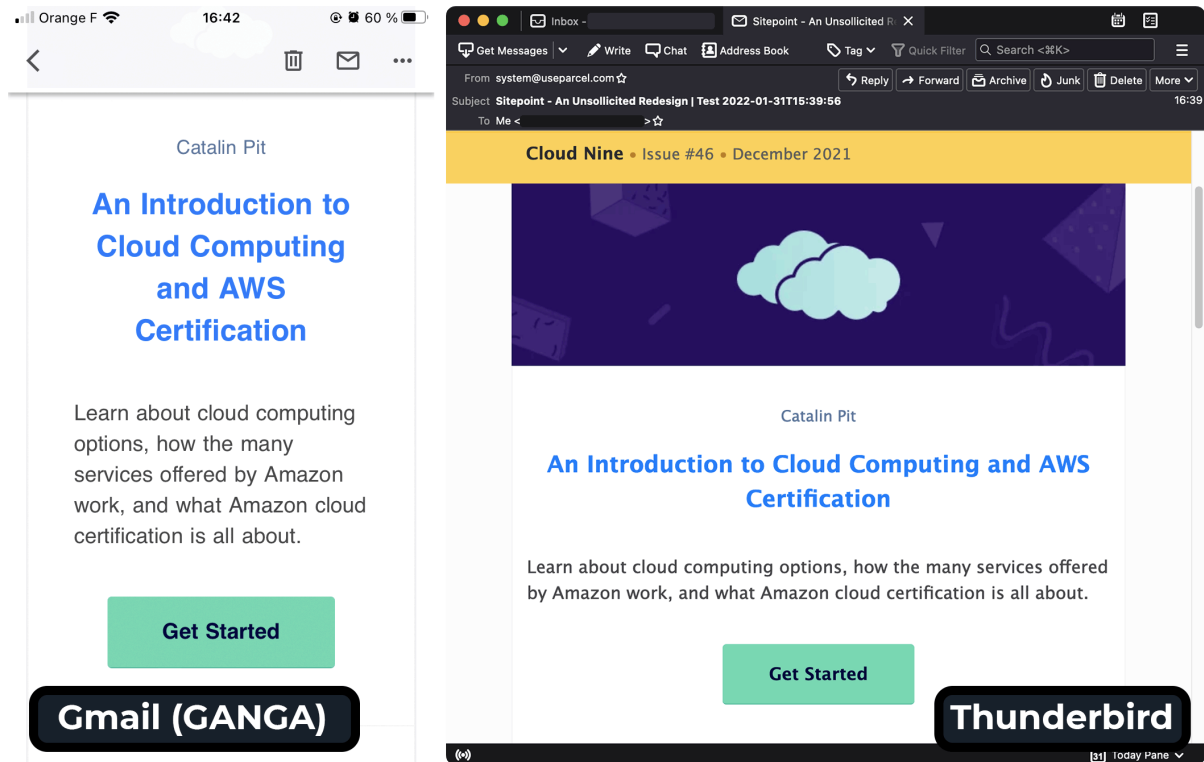 Orange F 16:42 60 %
Catalin Pit
An Introduction to
Cloud Computing
and AWS
Certification
Learn about cloud computing
options, how the many
services offered by Amazon
work, and what Amazon cloud
certification is all about.
Get Started
Gmail (GANGA)
Inbox - Sitepoint - An Unsollicited R
Get Messages Write Chat Address Book Tag Quick Filter Search <⌘K>
From system@useparcel.com Reply Forward Archive Junk Delete More
Subject Sitepoint - An Unsollicited Redesign | Test 2022-01-31T15:39:56 16:39
To Me < >
Cloud Nine • Issue #46 • December 2021
Catalin Pit
An Introduction to Cloud Computing and AWS
Certification
Learn about cloud computing options, how the many services offered
by Amazon work, and what Amazon cloud certification is all about.
Get Started
Thunderbird
31 Today Pane